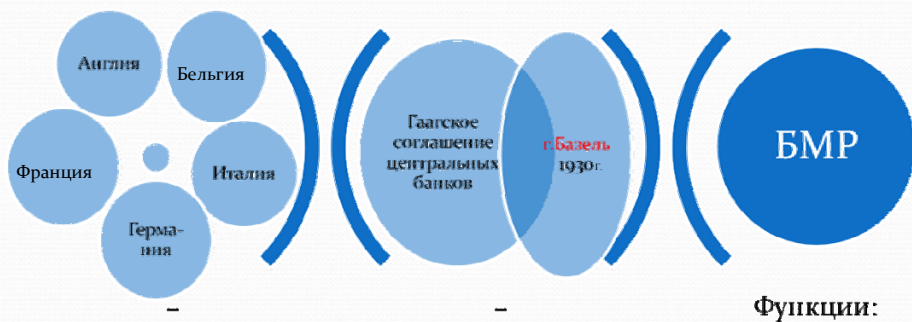 Англия
Бельгия
Франция
Италия
Герма-
ния
Гаагское
соглашение
центральных
банков
г.Базель
1930г.
БМР
–
–
–
Функции: